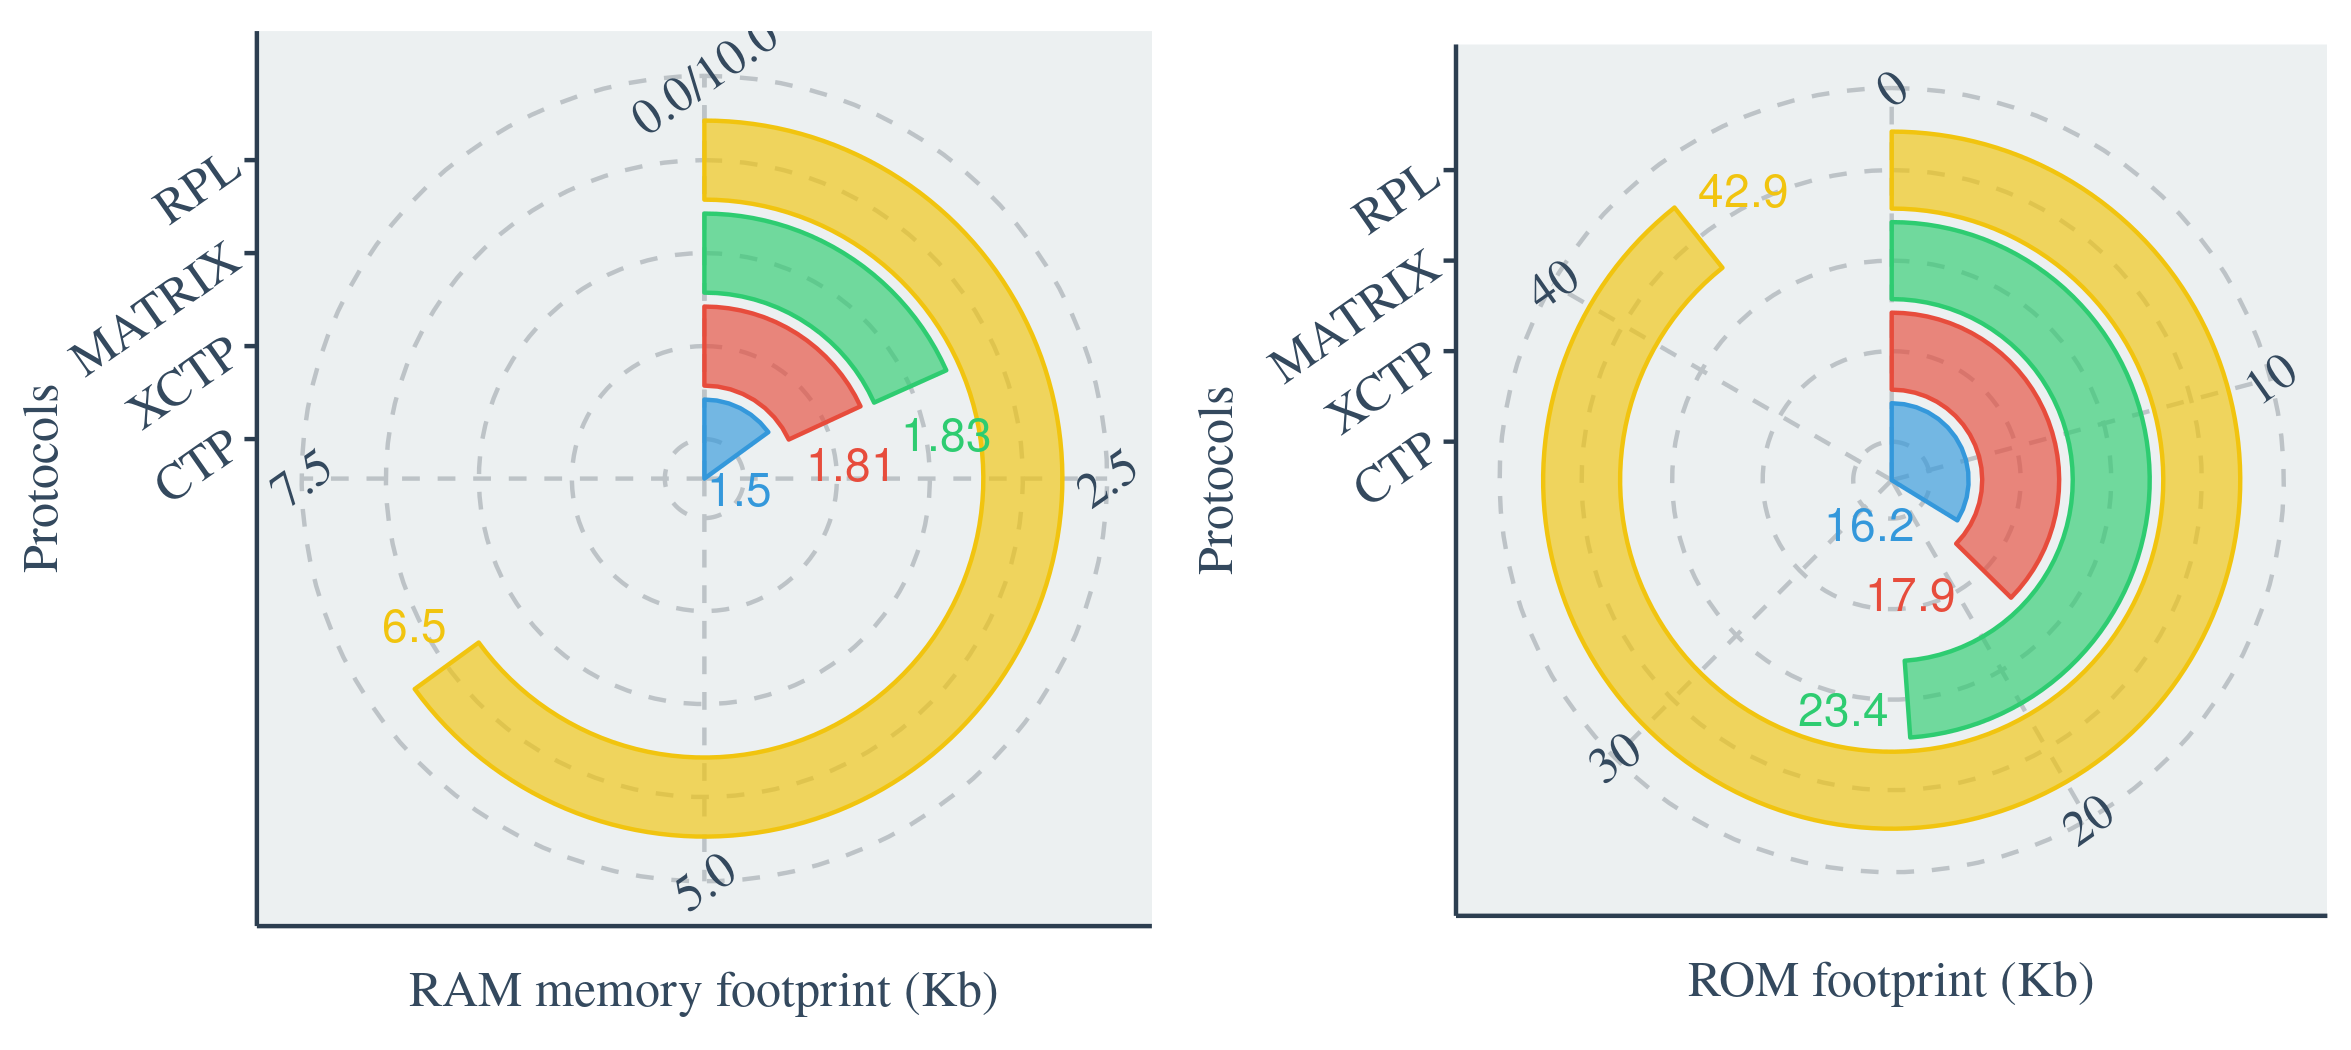 0.0/10.0
RPL
MATRIX
XCTP
CTP
Protocols
7.5
2.5
5.0
1.83
1.81
1.5
6.5
RAM memory footprint (Kb)
0
RPL
MATRIX
XCTP
CTP
Protocols
42.9
40
10
16.2
17.9
23.4
30
20
ROM footprint (Kb)